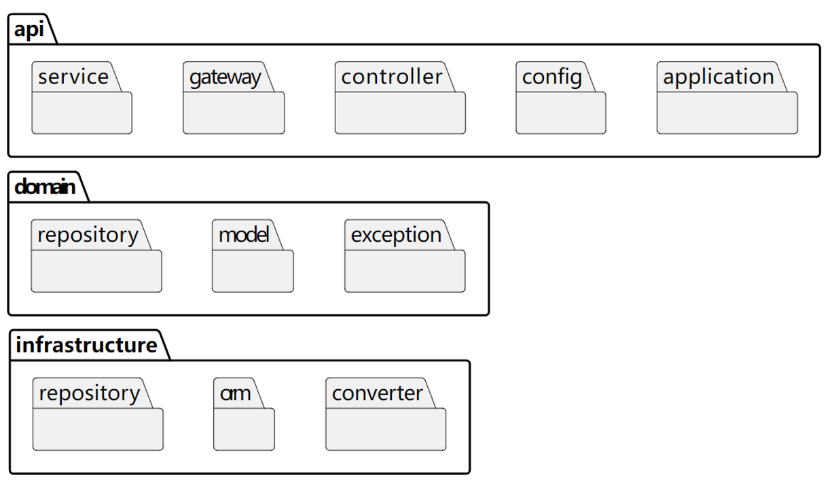 api
service gateway controller config application
domain
repository model exception
infrastructure
repository orm converter